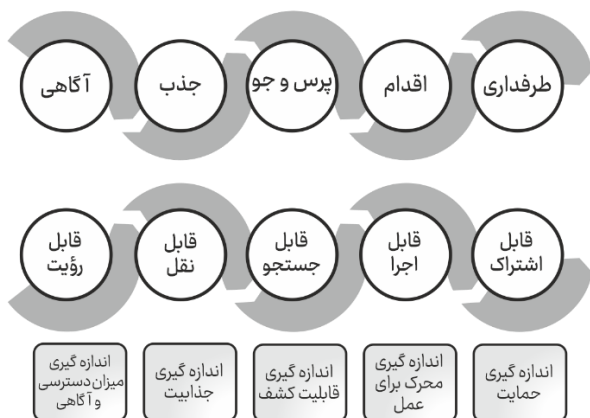 آگاهی
جذب
پرس و جو
اقدام
طرفداری
قابل
رؤیت
قابل
نقل
قابل
جستجو
قابل
اجرا
قابل
اشتراک
اندازه گیری
میزان دسترسی
و آگاهی
اندازه گیری
جذابیت
اندازه گیری
قابلیت کشف
اندازه گیری
محرک برای
عمل
اندازه گیری
حمایت